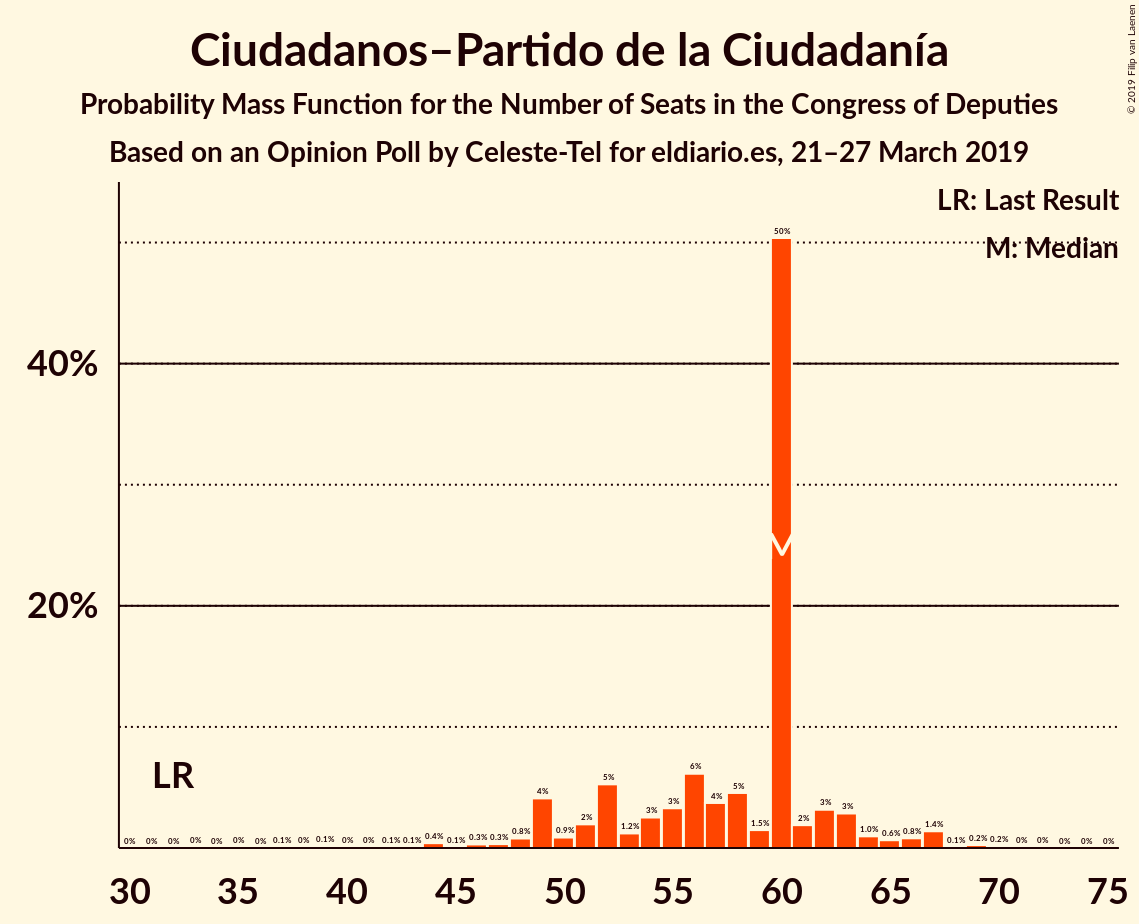 Ciudadanos–Partido de la Ciudadanía
Probability Mass Function for the Number of Seats in the Congress of Deputies
Based on an Opinion Poll by Celeste-Tel for eldiario.es, 21–27 March 2019
© 2019 Filip van Laenen
LR: Last Result
M: Median
50%
40%
20%
LR
0% 0% 0% 0% 0% 0% 0% 0.1% 0% 0.1% 0% 0% 0.1% 0.1% 0.4% 0.1% 0.3% 0.3% 0.8% 4% 0.9% 2% 5% 1.2% 3% 3% 6% 4% 5% 1.5% 2% 3% 3% 1.0% 0.6% 0.8% 1.4% 0.1% 0.2% 0.2% 0% 0% 0% 0% 0%
30 35 40 45 50 55 60 65 70 75